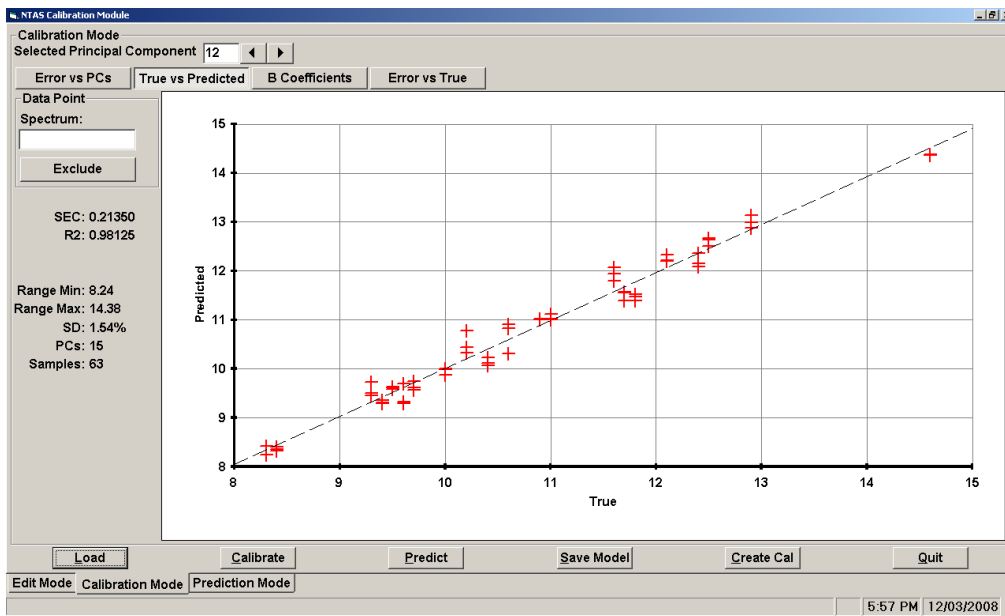 NTAS Calibration Module
Calibration Mode
Selected Principal Component 12
Error vs PCs True vs Predicted B Coefficients Error vs True
Data Point
Spectrum:
Exclude
SEC: 0.21350
R2: 0.98125
Range Min: 8.24
Range Max: 14.38
SD: 1.54%
PCs: 15
Samples: 63
15
14
13
12
11
10
9
8
Predicted
8 9 10 11 12 13 14 15
True
Load Calibrate Predict Save Model Create Cal Quit
Edit Mode Calibration Mode Prediction Mode
5:57 PM 12/03/2008